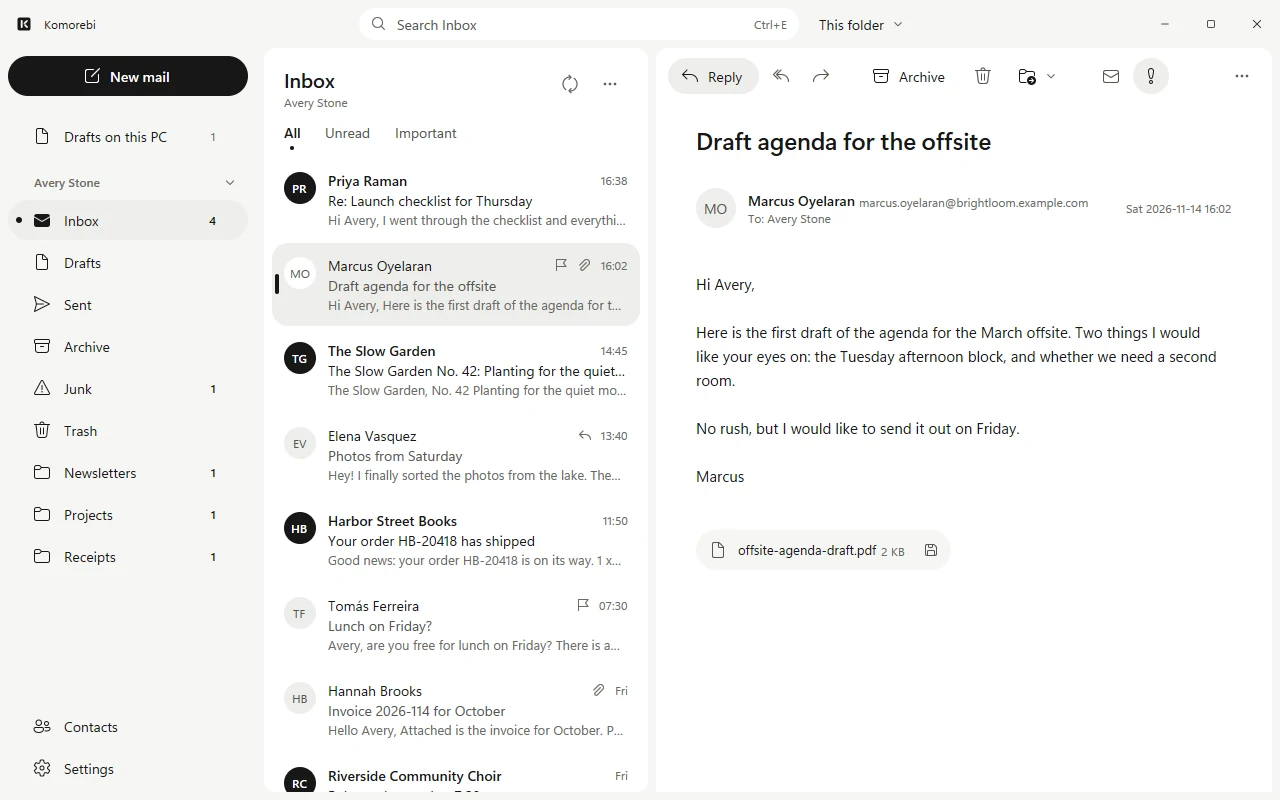 Komorebi
Search Inbox
Ctrl+E
This folder
New mail
Drafts on this PC 1
Avery Stone
Inbox 4
Drafts
Sent
Archive
Junk 1
Trash
Newsletters 1
Projects 1
Receipts 1
Contacts
Settings
Inbox
Avery Stone
All Unread Important
PR Priya Raman 16:38
Re: Launch checklist for Thursday
Hi Avery, I went through the checklist and everythi...
MO Marcus Oyelaran 16:02
Draft agenda for the offsite
Hi Avery, Here is the first draft of the agenda for t...
TG The Slow Garden 14:45
The Slow Garden No. 42: Planting for the quiet...
The Slow Garden, No. 42 Planting for the quiet mo...
EV Elena Vasquez 13:40
Photos from Saturday
Hey! I finally sorted the photos from the lake. The...
HB Harbor Street Books 11:50
Your order HB-20418 has shipped
Good news: your order HB-20418 is on its way. 1 x...
TF Tomás Ferreira 07:30
Lunch on Friday?
Avery, are you free for lunch on Friday? There is a...
HB Hannah Brooks Fri
Invoice 2026-114 for October
Hello Avery, Attached is the invoice for October. P...
RC Riverside Community Choir Fri
Reply Archive
Draft agenda for the offsite
MO Marcus Oyelaran marcus.oyelaran@brightloom.example.com
To: Avery Stone
Sat 2026-11-14 16:02
Hi Avery,
Here is the first draft of the agenda for the March offsite. Two things I would
like your eyes on: the Tuesday afternoon block, and whether we need a second
room.
No rush, but I would like to send it out on Friday.
Marcus
offsite-agenda-draft.pdf 2 KB